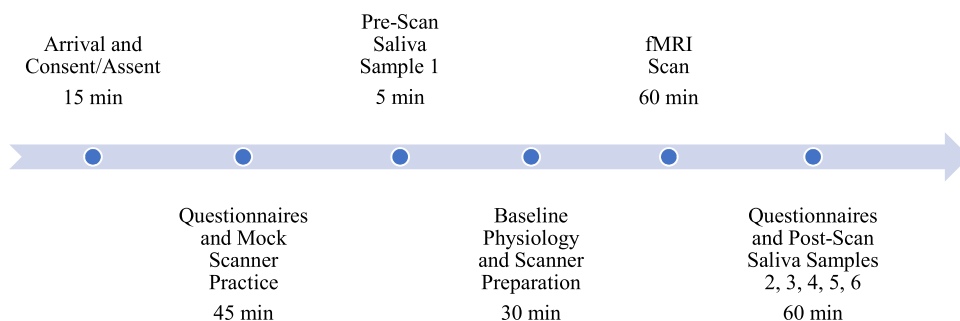 Arrival and
Consent/Assent
15 min
Questionnaires
and Mock
Scanner
Practice
45 min
Pre-Scan
Saliva
Sample 1
5 min
Baseline
Physiology
and Scanner
Preparation
30 min
fMRI
Scan
60 min
Questionnaires
and Post-Scan
Saliva Samples
2, 3, 4, 5, 6
60 min